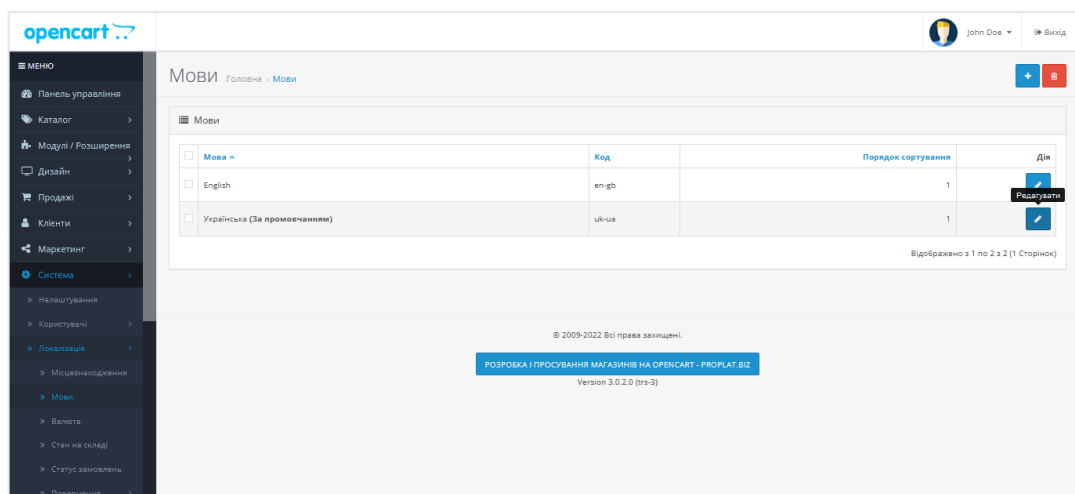 opencart
John Doe
Вихід
МЕНЮ
Мови Головна › Мови
Панель управління
Каталог
Мови
Модулі / Розширення
Мова Код Порядок сортування Дія
Дизайн
English en-gb 1
Продажі
Редагувати
Клієнти
Українська (За промовчанням) uk-ua 1
Маркетинг
Відображено з 1 по 2 з 2 (1 Сторінок)
Система
Налаштування
Користувачі
© 2009-2022 Всі права захищені.
Локалізація
РОЗРОБКА І ПРОСУВАННЯ МАГАЗИНІВ НА OPENCART - PROPLAT.BIZ
Місцезнаходження
Version 3.0.2.0 (trs-3)
Мови
Валюта
Стан на складі
Статус замовлень
Повернення